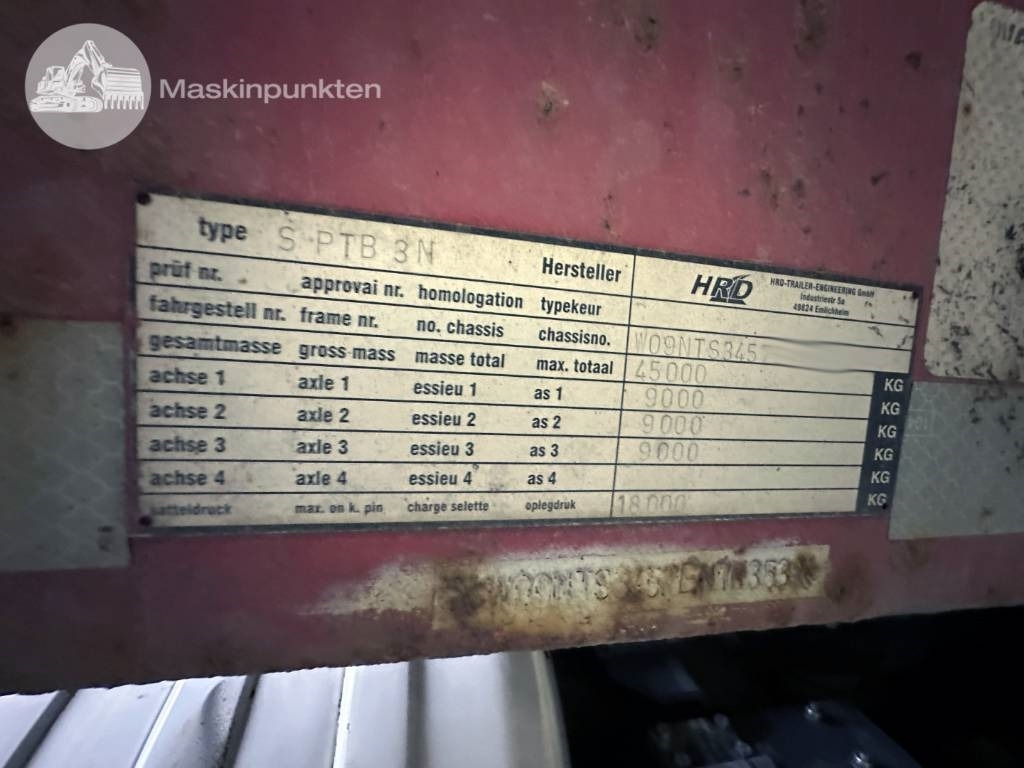 Maskinpunkten
type S PTB 3N Hersteller HRD HRD-TRAILER-ENGINEERING GmbH
Industriestr 5a
49824 Emlichheim
prüf nr. approvai nr. homologation typekeur
fahrgestell nr. frame nr. no. chassis chassisno. W09NTS345
gesamtmasse gross mass masse total max. totaal 45000 KG
achse 1 axle 1 essieu 1 as 1 9000 KG
achse 2 axle 2 essieu 2 as 2 9000 KG
achse 3 axle 3 essieu 3 as 3 9000 KG
achse 4 axle 4 essieu 4 as 4 KG
satteldruck max. on k. pin charge selette oplegdruk 18000 KG